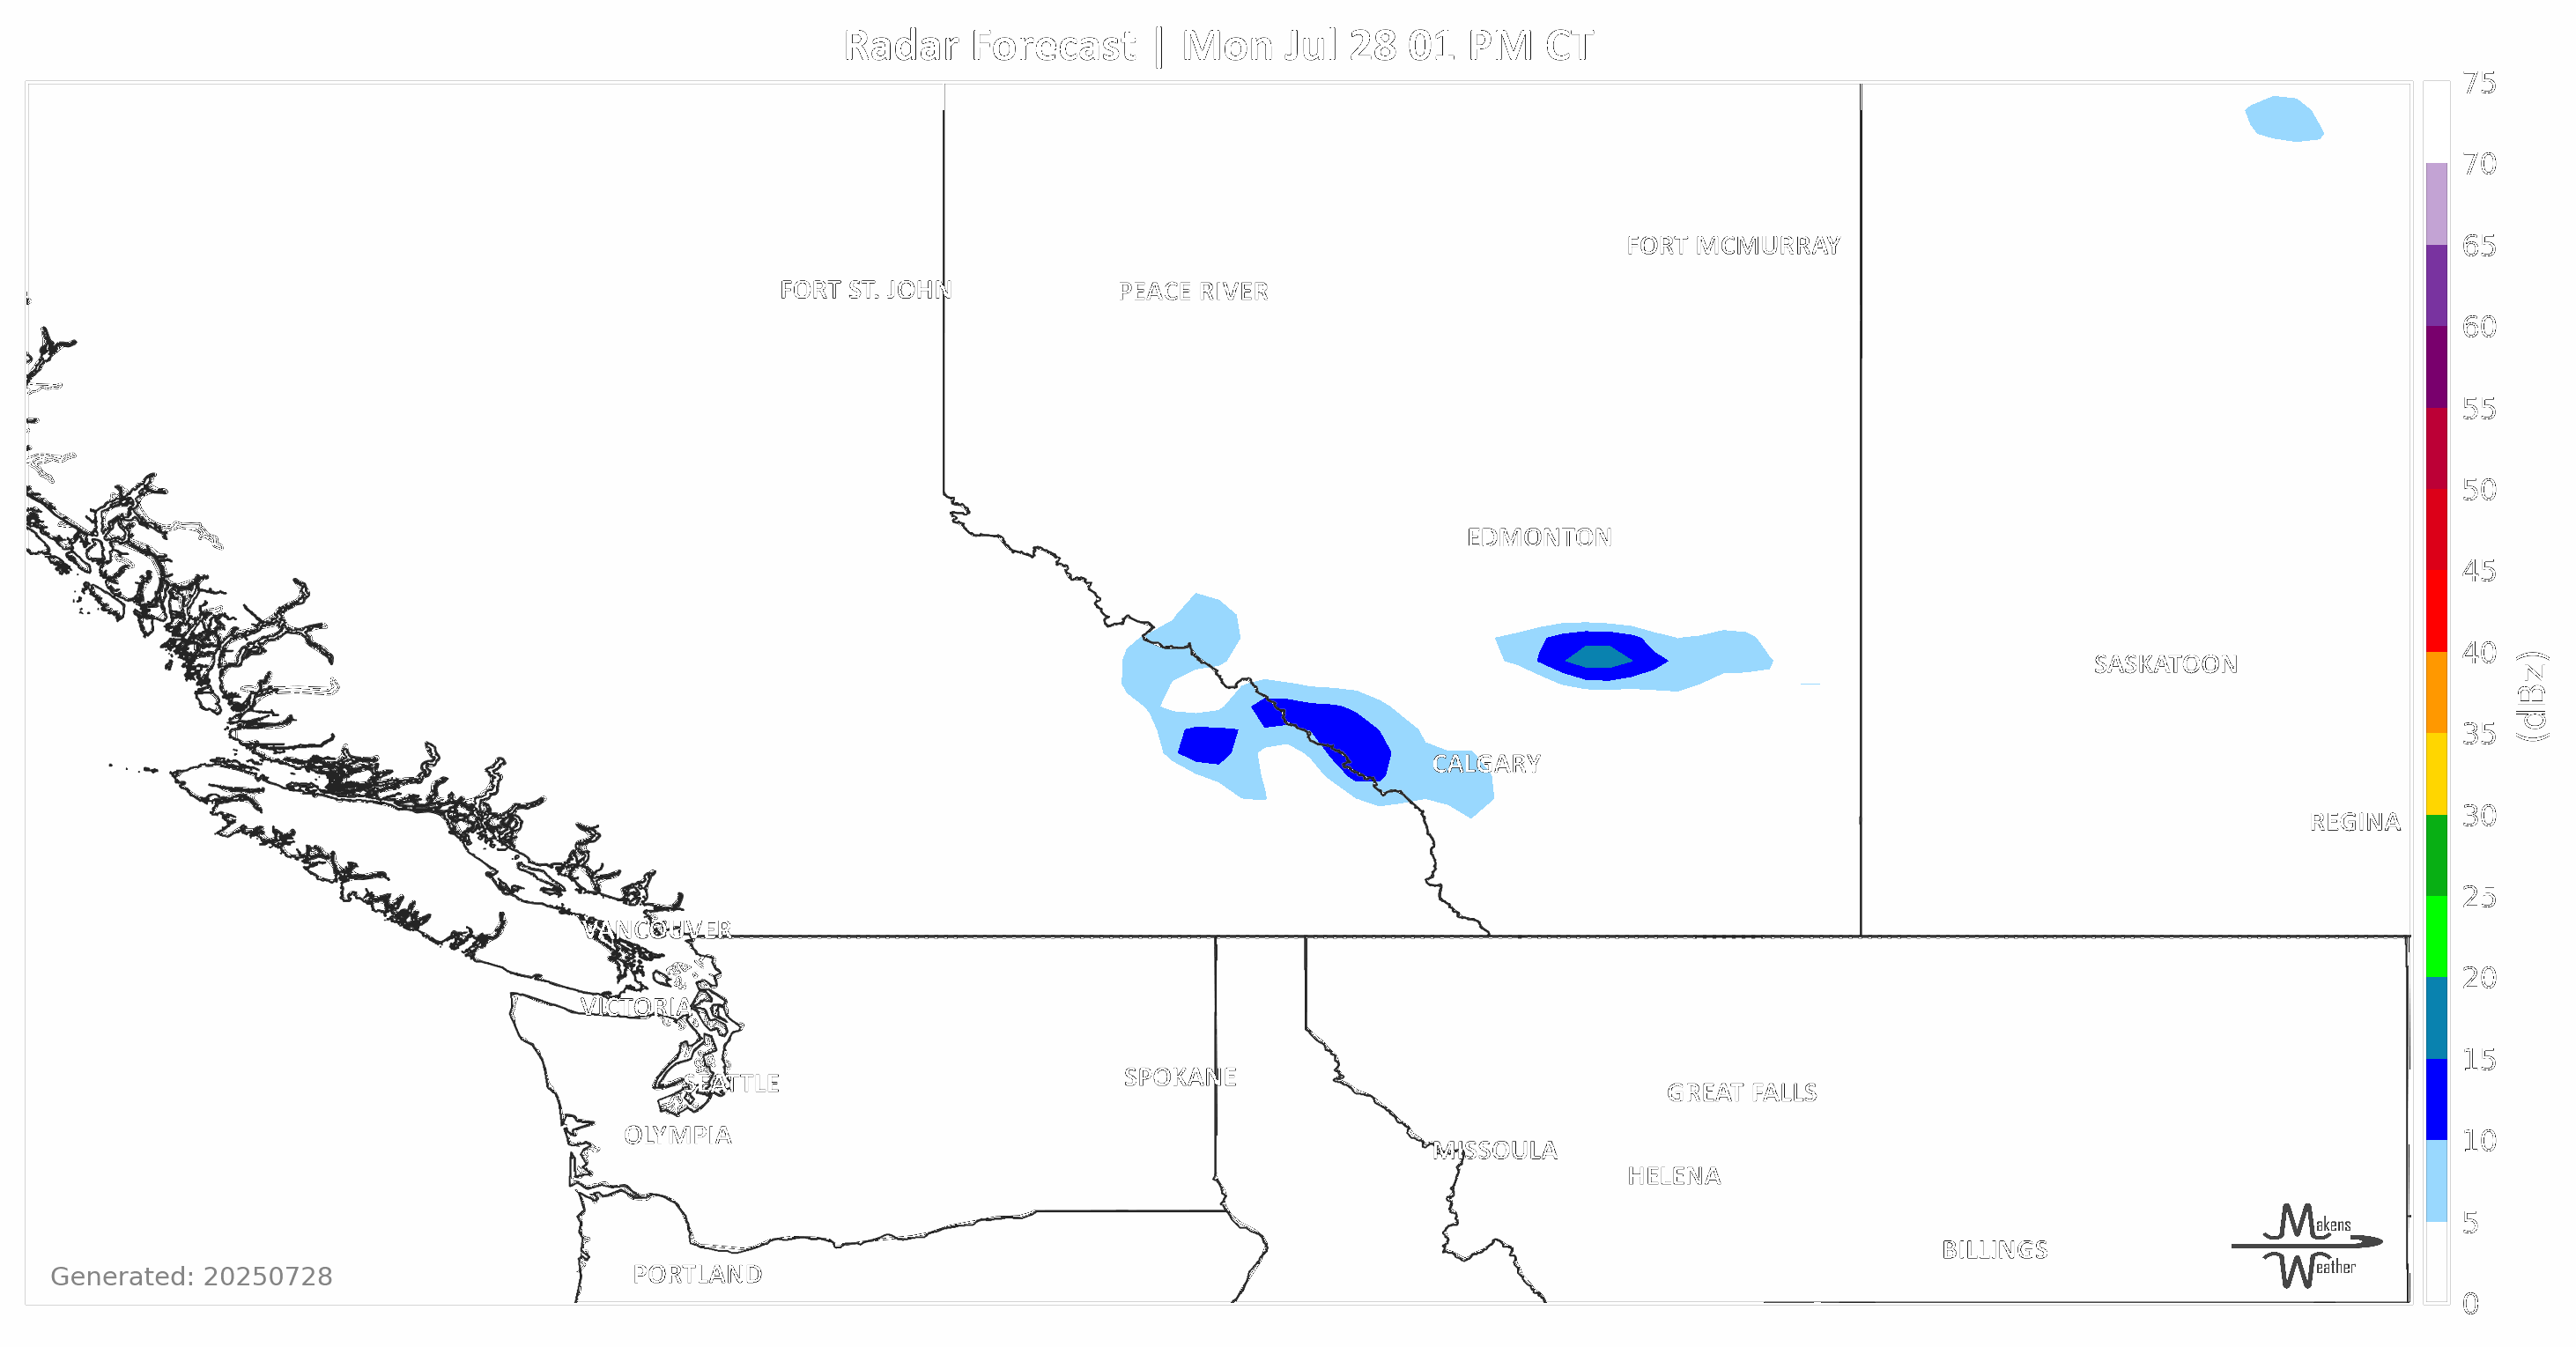 Radar Forecast | Mon Jul 28 01 PM CT
75
70
FORT MCMURRAY
65
FORT ST. JOHN
PEACE RIVER
60
55
50
EDMONTON
45
40
SASKATOON
(dBz)
35
CALGARY
30
REGINA
25
VANCOUVER
20
VICTORIA
15
SPOKANE
SEATTLE
GREAT FALLS
OLYMPIA
10
MISSOULA
HELENA
5
Makens
Weather
BILLINGS
PORTLAND
Generated: 20250728
0